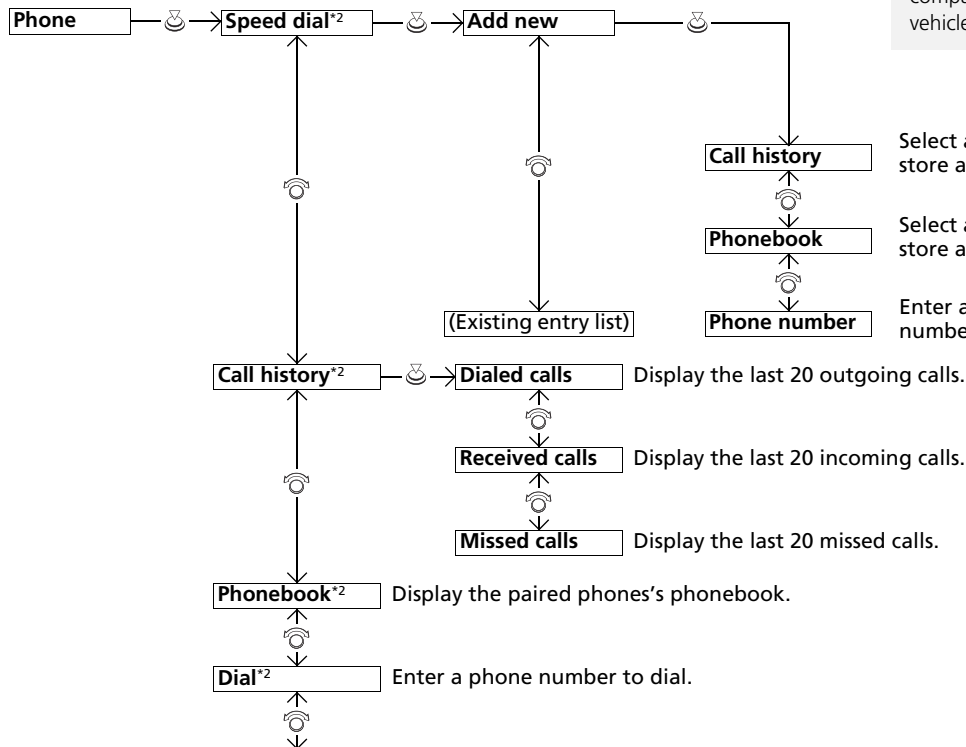 compa
vehicle
Phone
Speed dial*2
Add new
Call history
Select a
store a
Phonebook
Select a
store a
(Existing entry list)
Phone number
Enter a
number
Call history*2
Dialed calls
Display the last 20 outgoing calls.
Received calls
Display the last 20 incoming calls.
Missed calls
Display the last 20 missed calls.
Phonebook*2
Display the paired phones's phonebook.
Dial*2
Enter a phone number to dial.